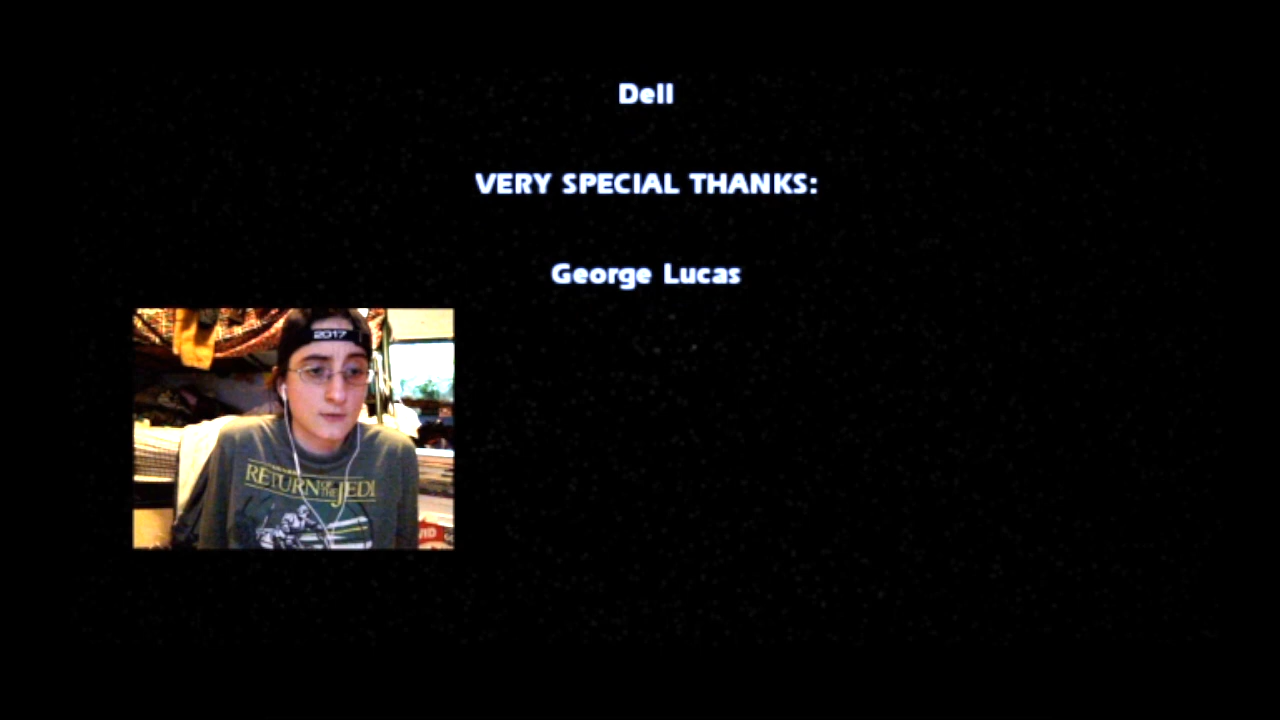 Dell
VERY SPECIAL THANKS:
George Lucas
2017
RETURN OF THE JEDI